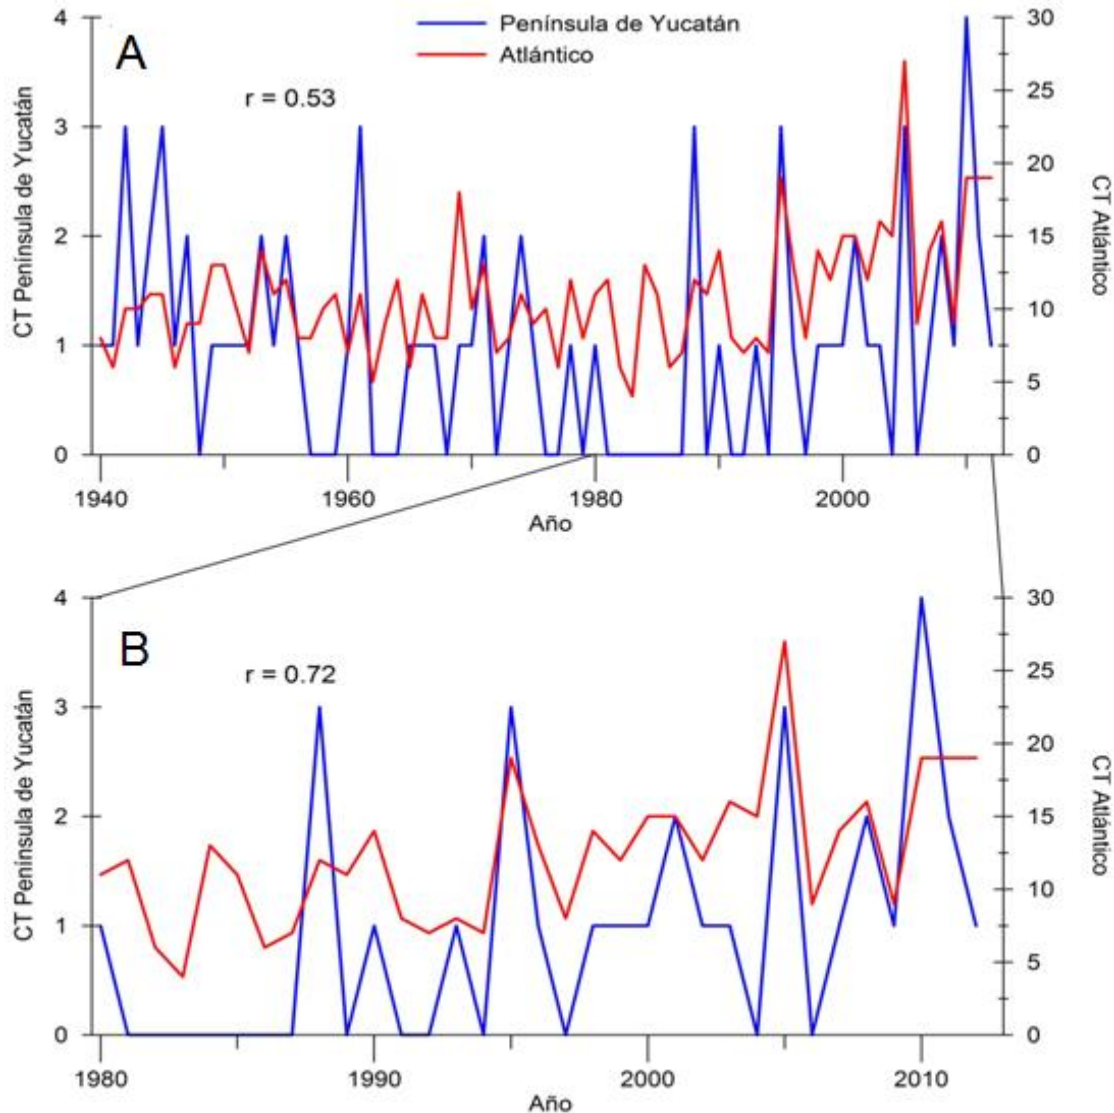 A
Península de Yucatán
Atlántico
r = 0.53
CT Península de Yucatán
4
3
2
1
0
30
25
20
15
10
5
0
CT Atlántico
1940
1960
1980
2000
Año
B
r = 0.72
CT Península de Yucatán
4
3
2
1
0
30
25
20
15
10
5
0
CT Atlántico
1980
1990
2000
2010
Año